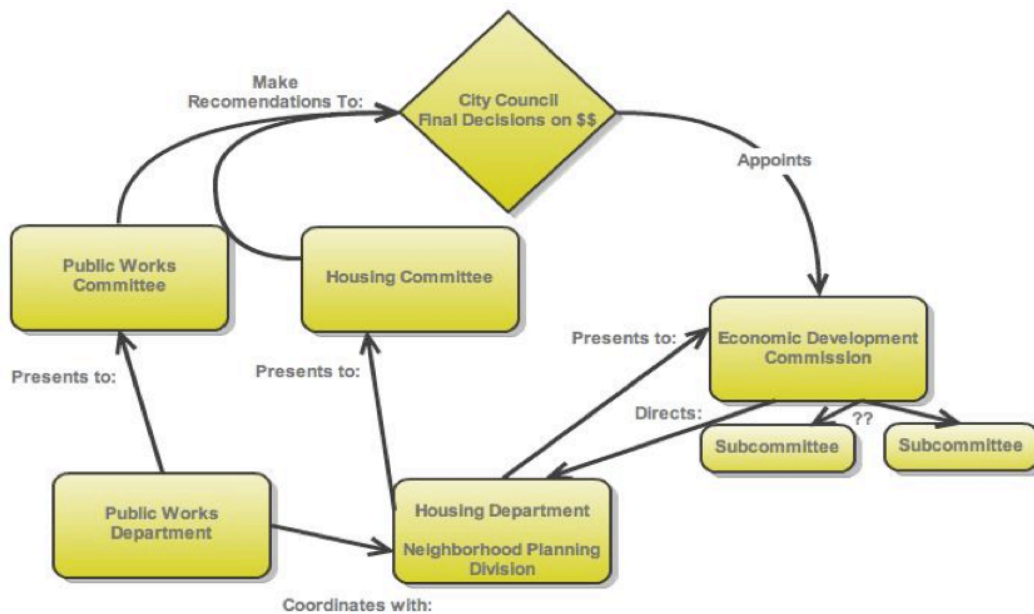 Make
Recomendations To:
City Council
Final Decisions on $$
Appoints
Public Works
Committee
Housing Committee
Economic Development
Commission
Presents to:
Presents to:
Presents to:
Directs:
??
Subcommittee
Subcommittee
Public Works
Department
Housing Department
Neighborhood Planning
Division
Coordinates with: